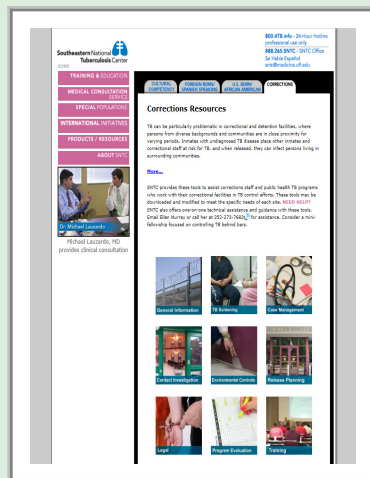 800.4TB.info - 24-Hour Hotline
professional use only
888.265.SNTC - SNTC Office
Se Habla Español
sntc@medicine.ufl.edu
Southeastern National
Tuberculosis Center
HOME
TRAINING & EDUCATION
MEDICAL CONSULTATION
SERVICE
SPECIAL POPULATIONS
INTERNATIONAL INITIATIVES
PRODUCTS / RESOURCES
ABOUT SNTC
Dr. Michael Lauzardo
Michael Lauzardo, MD
provides clinical consultation
CULTURAL
COMPETENCY
FOREIGN BORN/
SPANISH SPEAKING
U.S. BORN/
AFRICAN AMERICAN
CORRECTIONS
Corrections Resources
TB can be particularly problematic in correctional and detention facilities, where
persons from diverse backgrounds and communities are in close proximity for
varying periods. Inmates with undiagnosed TB disease place other inmates and
correctional staff at risk for TB, and when released, they can infect persons living in
surrounding communities.
More...
SNTC provides these tools to assist corrections staff and public health TB programs
who work with their correctional facilities in TB control efforts. These tools may be
downloaded and modified to meet the specific needs of each site. NEED HELP?
SNTC also offers one-on-one technical assistance and guidance with these tools.
Email Ellen Murray or call her at 352-273-7682 for assistance. Consider a mini-
fellowship focused on controlling TB behind bars.
General Information
TB Screening
Case Management
Contact Investigation
Environmental Controls
Release Planning
Legal
Program Evaluation
Training